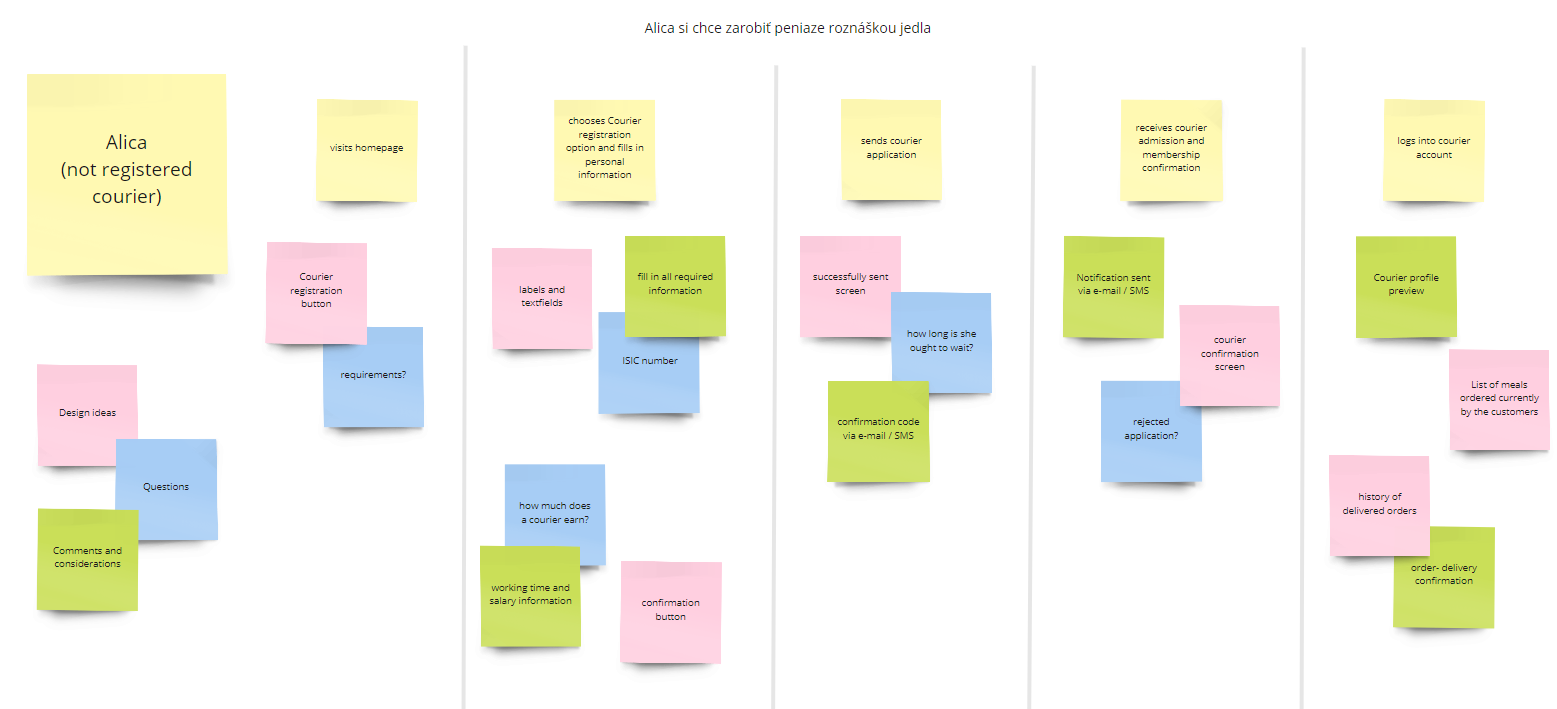 Alica si chce zarobiť peniaze roznáškou jedla
Alica
(not registered
courier)
Design ideas
Questions
Comments and
considerations
visits homepage
Courier
registration
button
requirements?
chooses Courier
registration
option and fills in
personal
information
labels and
textfields
fill in all required
information
ISIC number
how much does
a courier earn?
working time and
salary information
confirmation
button
sends courier
application
successfully sent
screen
how long is she
ought to wait?
confirmation code
via e-mail / SMS
receives courier
admission and
membership
confirmation
Notification sent
via e-mail / SMS
courier
confirmation
screen
rejected
application?
logs into courier
account
Courier profile
preview
List of meals
ordered currently
by the customers
history of
delivered orders
order- delivery
confirmation